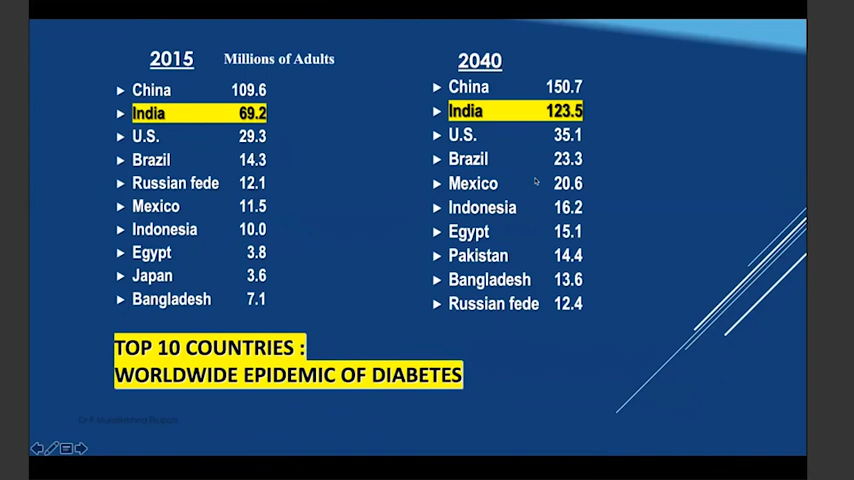 2015 Millions of Adults
China 109.6
India 69.2
U.S. 29.3
Brazil 14.3
Russian fede 12.1
Mexico 11.5
Indonesia 10.0
Egypt 3.8
Japan 3.6
Bangladesh 7.1
2040
China 150.7
India 123.5
U.S. 35.1
Brazil 23.3
Mexico 20.6
Indonesia 16.2
Egypt 15.1
Pakistan 14.4
Bangladesh 13.6
Russian fede 12.4
TOP 10 COUNTRIES :
WORLDWIDE EPIDEMIC OF DIABETES